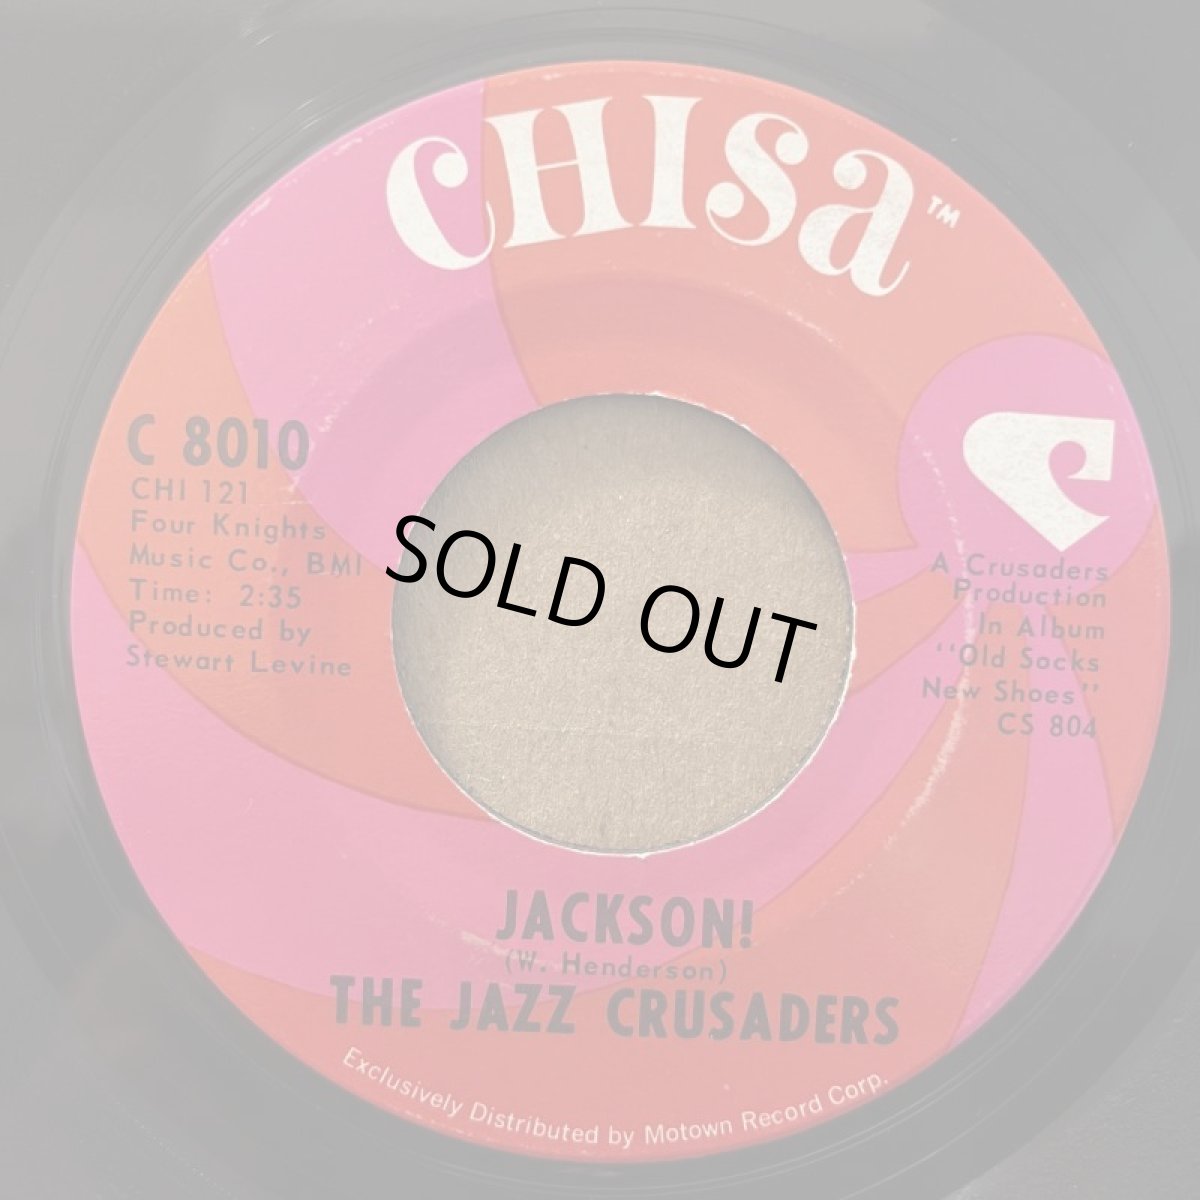 CHISA™
C 8010
CHI 121
Four Knights
Music Co., BMI
Time: 2:35
Produced by
Stewart Levine
A Crusaders
Production
In Album
"Old Socks
New Shoes"
CS 804
SOLD OUT
JACKSON!
(W. Henderson)
THE JAZZ CRUSADERS
Exclusively Distributed by Motown Record Corp.